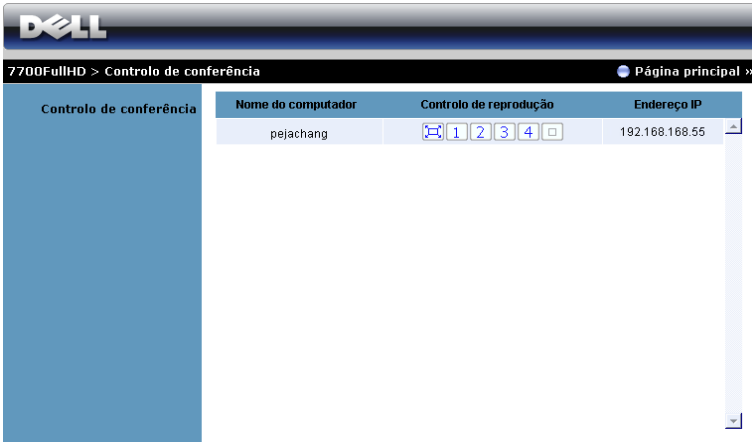 DELL
7700FullHD > Controlo de conferência
Página principal »
Controlo de conferência
Nome do computador Controlo de reprodução Endereço IP
pejachang 1 2 3 4 192.168.168.55